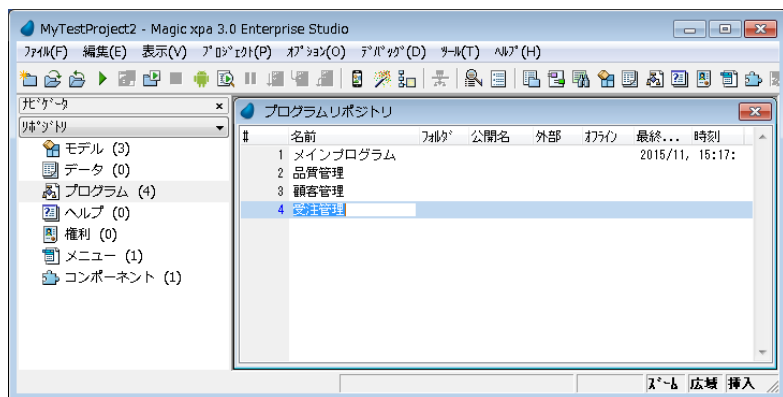 MyTestProject2 - Magic xpa 3.0 Enterprise Studio
ﾌｧｲﾙ(F) 編集(E) 表示(V) ﾌﾟﾛｼﾞｪｸﾄ(P) ｵﾌﾟｼｮﾝ(O) ﾃﾞﾊﾞｯｸﾞ(D) ﾂｰﾙ(T) ﾍﾙﾌﾟ(H)
ﾅﾋﾞｹﾞｰﾀ
ﾘﾎﾟｼﾞﾄﾘ
モデル (3)
データ (0)
プログラム (4)
ヘルプ (0)
権利 (0)
メニュー (1)
コンポーネント (1)
プログラムリポジトリ
# 名前 ﾌｫﾙﾀﾞ 公開名 外部 ｵﾌﾗｲﾝ 最終... 時刻
1 メインプログラム 2015/11, 15:17:
2 品質管理
3 顧客管理
4 受注管理
ｽﾞｰﾑ 広域 挿入